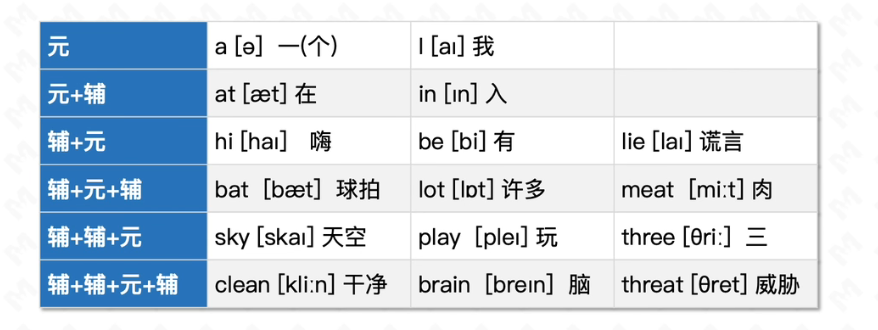 元 a [ə] 一(个) I [aɪ] 我
元+辅 at [æt] 在 in [ɪn] 入
辅+元 hi [haɪ] 嗨 be [bi] 有 lie [laɪ] 谎言
辅+元+辅 bat [bæt] 球拍 lot [lɒt] 许多 meat [miːt] 肉
辅+辅+元 sky [skaɪ] 天空 play [pleɪ] 玩 three [θriː] 三
辅+辅+元+辅 clean [kliːn] 干净 brain [breɪn] 脑 threat [θret] 威胁